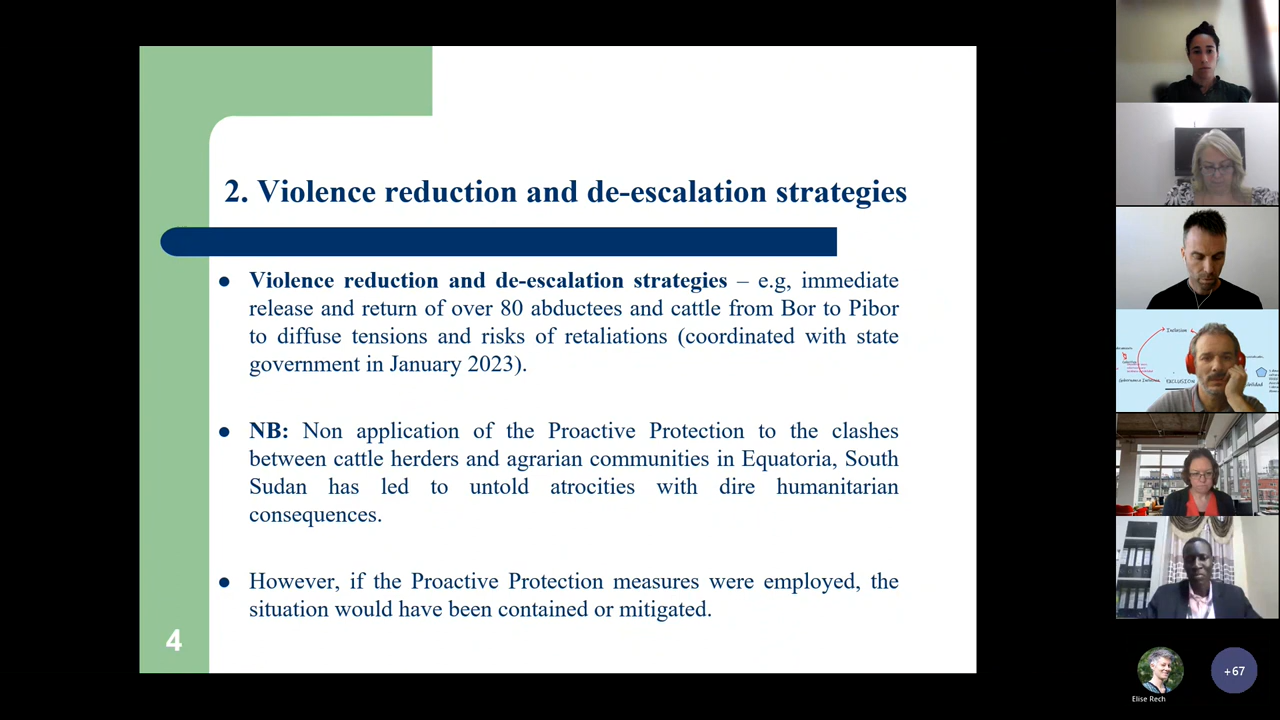 2. Violence reduction and de-escalation strategies
● Violence reduction and de-escalation strategies – e.g, immediate
release and return of over 80 abductees and cattle from Bor to Pibor
to diffuse tensions and risks of retaliations (coordinated with state
government in January 2023).
● NB: Non application of the Proactive Protection to the clashes
between cattle herders and agrarian communities in Equatoria, South
Sudan has led to untold atrocities with dire humanitarian
consequences.
● However, if the Proactive Protection measures were employed, the
situation would have been contained or mitigated.
4
Inclusion
EXCLUSION
Elise Rech
+67